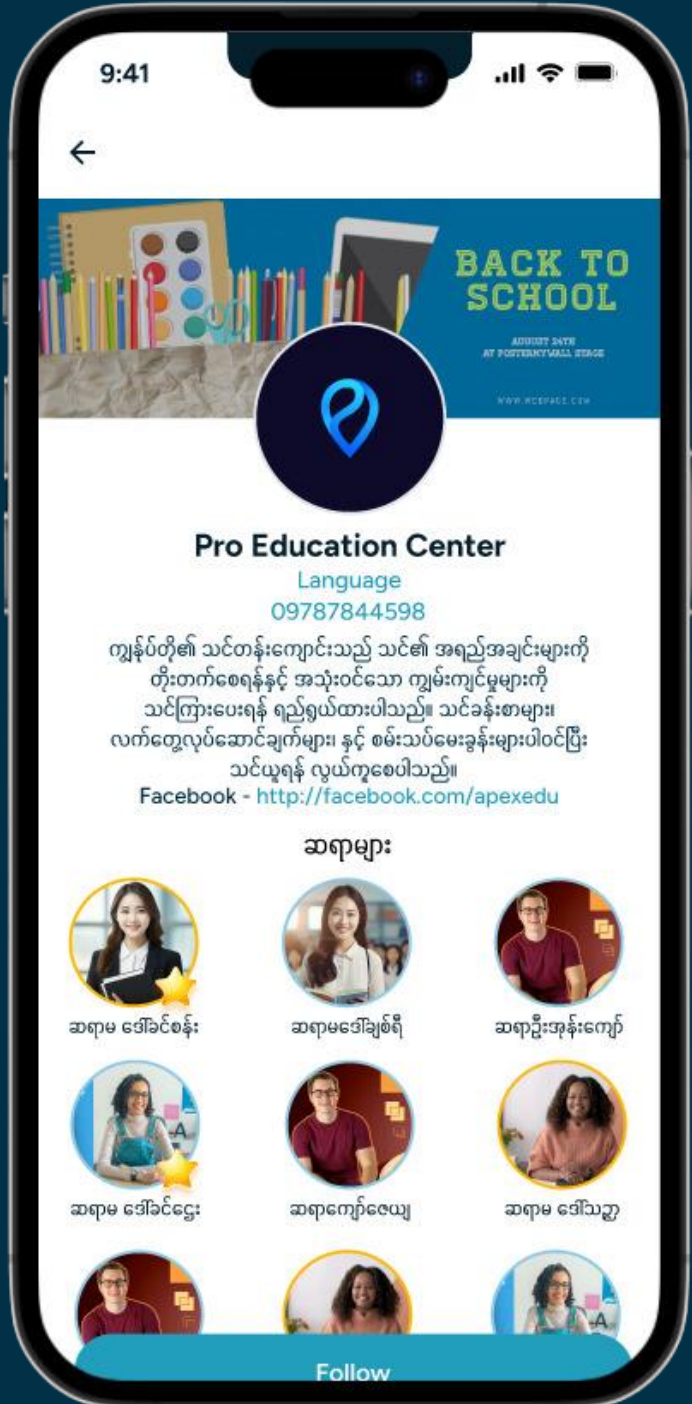 9:41
BACK TO
SCHOOL
AUGUST 24TH
AT POSTERMYWALL STAGE
Pro Education Center
Language
09787844598
ကျွန်ုပ်တို့၏ သင်တန်းကျောင်းသည် သင်၏ အရည်အချင်းများကို
တိုးတက်စေရန်နှင့် အသုံးဝင်သော ကျွမ်းကျင်မှုများကို
သင်ကြားပေးရန် ရည်ရွယ်ထားပါသည်။ သင်ခန်းစာများ၊
လက်တွေ့လုပ်ဆောင်ချက်များ၊ နှင့် စမ်းသပ်မေးခွန်းများပါဝင်ပြီး
သင်ယူရန် လွယ်ကူစေပါသည်။
Facebook - http://facebook.com/apexedu
ဆရာများ
ဆရာမ ဒေါ်ခင်စန်း
ဆရာမဒေါ်ချစ်ရီ
ဆရာဦးအုန်းကျော်
ဆရာမ ဒေါ်ခင်ဌေး
ဆရာကျော်ဇေယျ
ဆရာမ ဒေါ်သဉ္ဇာ
Follow